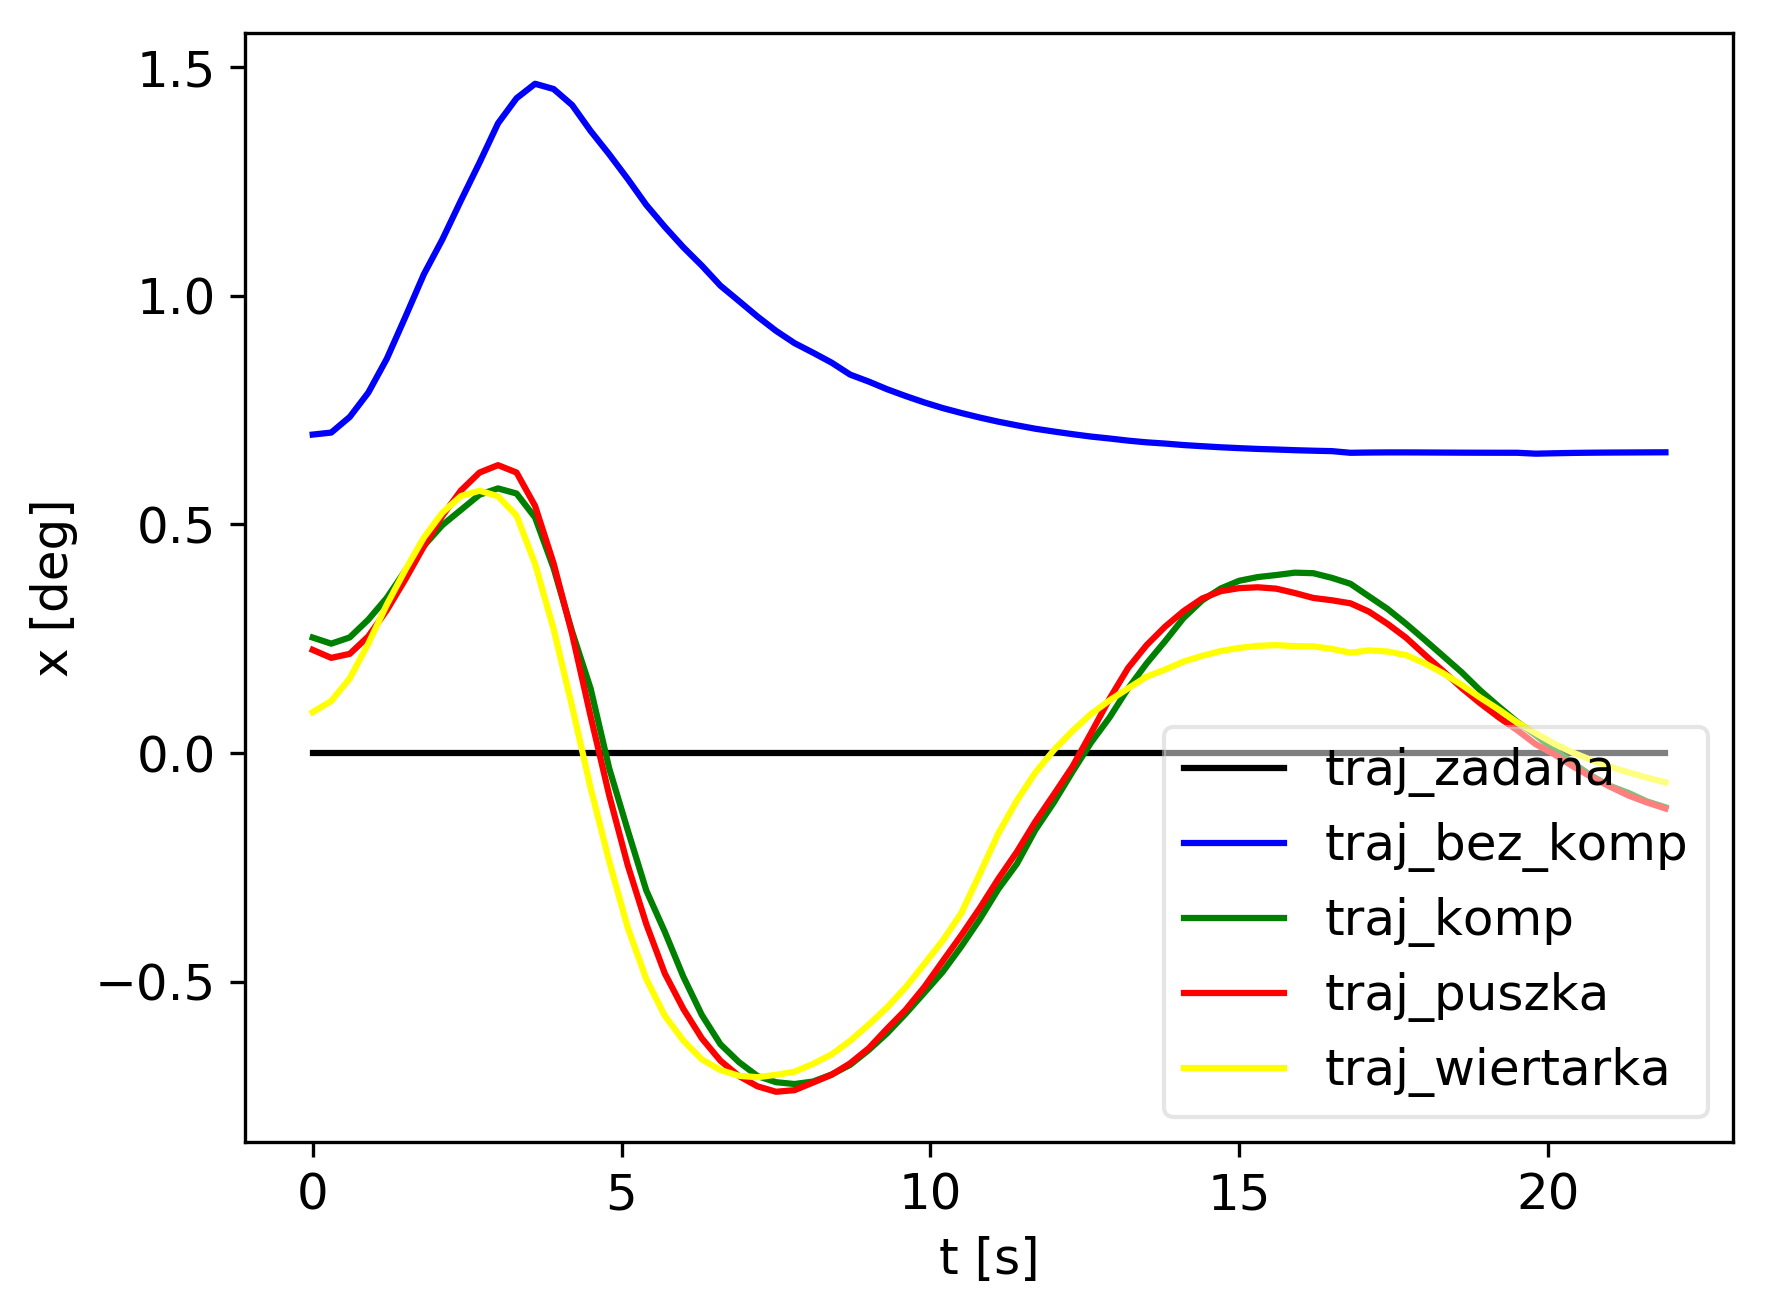 1.5
1.0
0.5
0.0
−0.5
x [deg]
0 5 10 15 20
t [s]
traj_zadana
traj_bez_komp
traj_komp
traj_puszka
traj_wiertarka